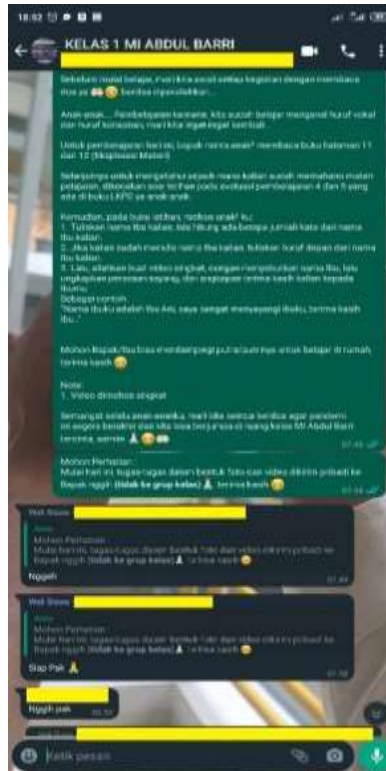 18:52
KELAS 1 MI ABDUL BARRI
Sebelum mulai belajar, mari kita awali setiap kegiatan dengan membaca
doa ya berdoa dipersilahkan...
Anak-anak... Pembelajaran kemarin, kita sudah belajar mengenal huruf vokal
dan huruf konsonan, mari kita ingat-ingat kembali.
Untuk pembelajaran hari ini, bapak minta anak² membaca buku halaman 11
dan 12 (Eksplorasi Materi)
Selanjutnya untuk mengetahui sejauh mana kalian sudah memahami materi
pelajaran, dikerjakan soal latihan pada evaluasi pembelajaran 4 dan 5 yang
ada di buku LKPD ya anak-anak.
Kemudian, pada buku latihan, anak² ku:
1. Tuliskan nama Ibu kalian, lalu hitung ada berapa jumlah kata dari nama
Ibu kalian.
2. Jika kalian sudah menulis nama Ibu kalian, tuliskan huruf depan dari nama
Ibu kalian.
3. Lalu, silahkan buat video singkat, dengan menyebutkan nama Ibu, lalu
ungkapkan perasaan sayang, dan ungkapan terima kasih kalian kepada
Ibumu.
Sebagai contoh.
"Nama Ibuku adalah Ibu Ani, saya sangat menyayangi Ibuku, terima kasih
Ibu.."
Mohon Bapak/Ibu bisa mendampingi putra/putrinya untuk belajar di rumah,
terima kasih
Note:
1. Video dimohon singkat
Semangat selalu anak-anakku, mari kita semua berdoa agar pandemi
ini segera berakhir dan kita bisa berjumpa di ruang kelas MI Abdul Barri
tercinta, aamiin
07.45
Mohon Perhatian :
Mulai hari ini, tugas-tugas dalam bentuk foto dan video dikirim pribadi ke
Bapak nggih (tidak ke grup kelas) terima kasih
Wali Siswa
Anda
Mohon Perhatian :
Mulai hari ini, tugas-tugas dalam bentuk foto dan video dikirim pribadi ke
Bapak nggih (tidak ke grup kelas) terima kasih
Nggeh
Wali Siswa
Anda
Mohon Perhatian :
Mulai hari ini, tugas-tugas dalam bentuk foto dan video dikirim pribadi ke
Bapak nggih (tidak ke grup kelas) terima kasih
Siap Pak
Nggih pak
Ketik pesan